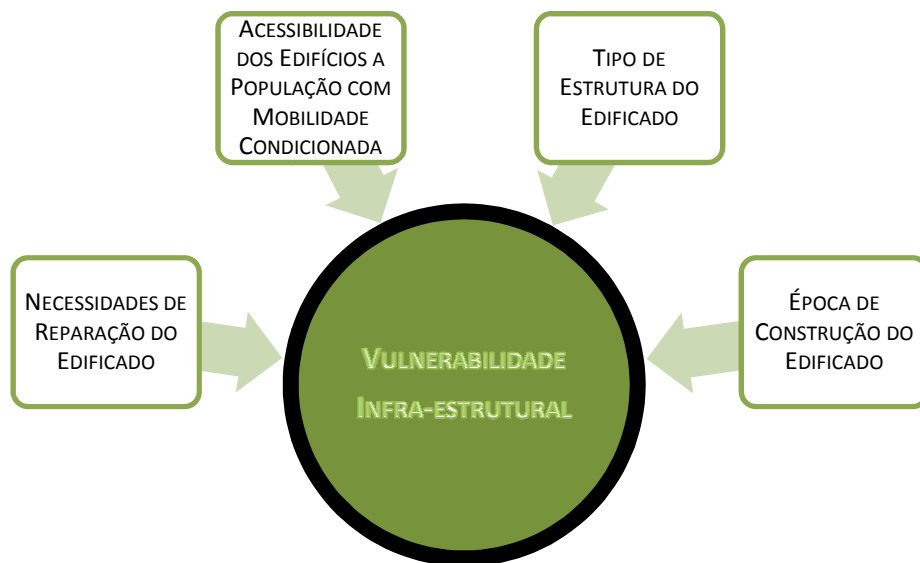 Acessibilidade
dos Edifícios a
População com
Mobilidade
Condicionada
Tipo de
Estrutura do
Edificado
Necessidades de
Reparação do
Edificado
Época de
Construção do
Edificado
Vulnerabilidade
Infra-estrutural